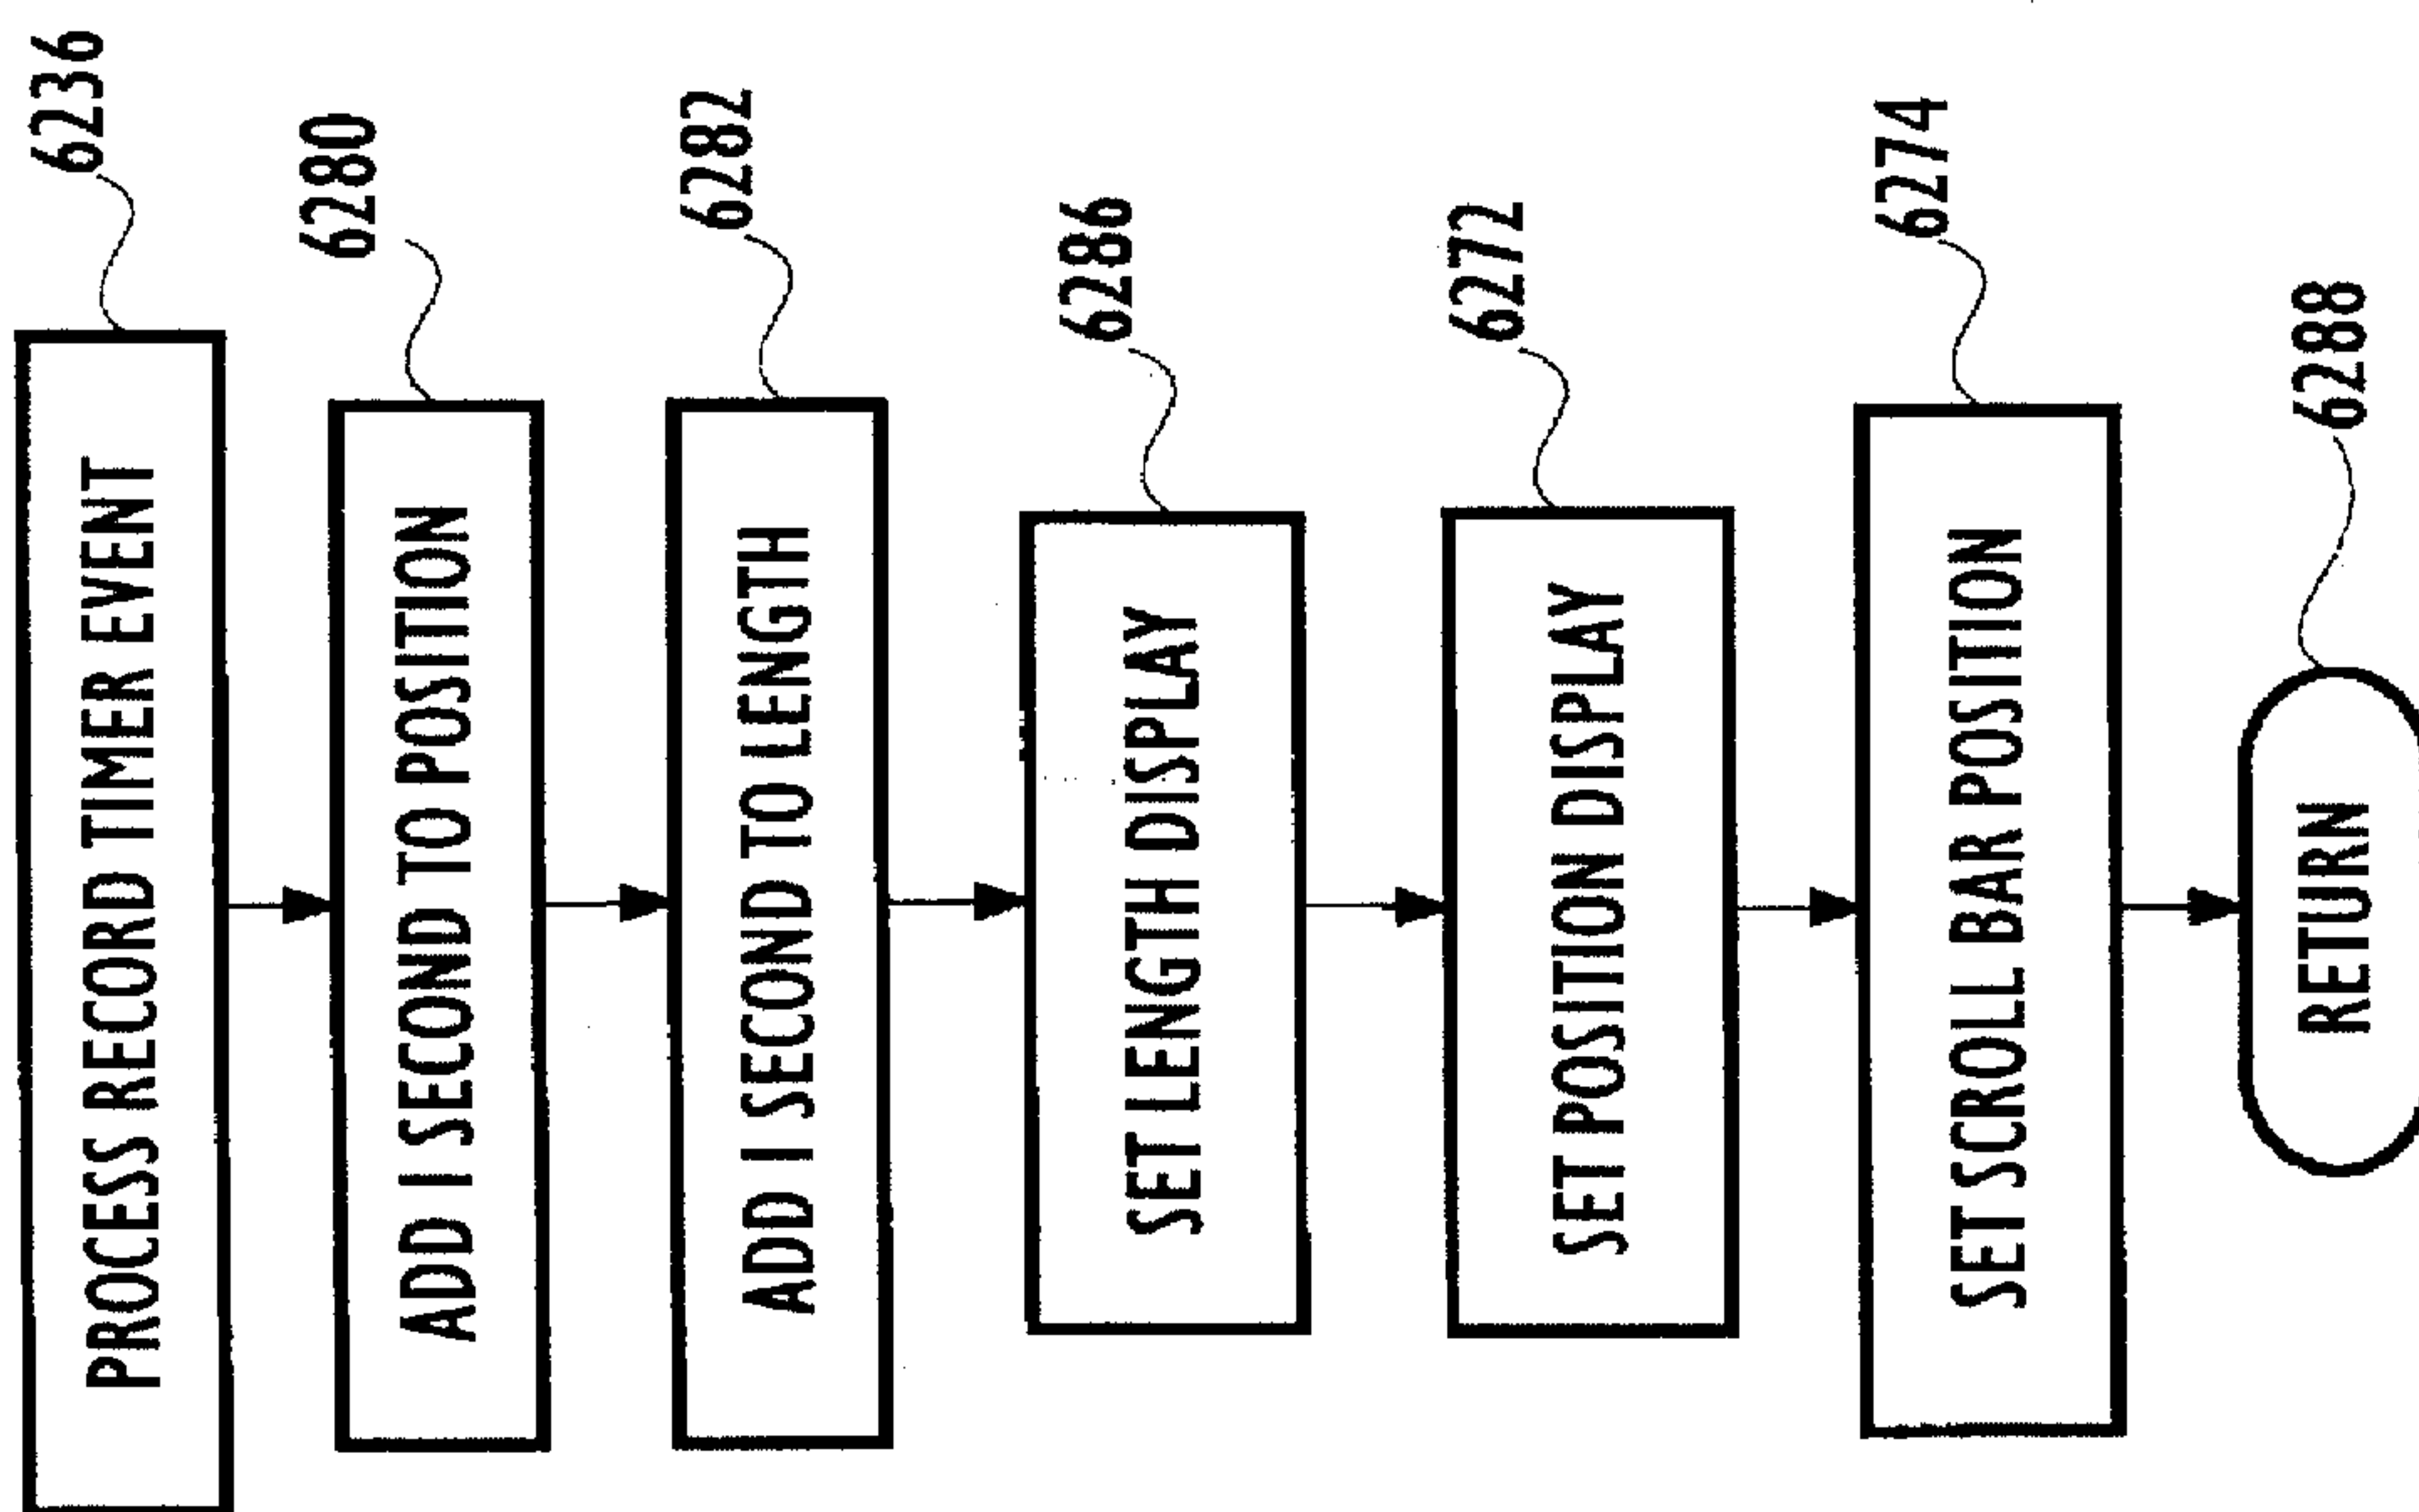 PROCESS RECORD TIMER EVENT
6236
ADD 1 SECOND TO POSITION
6280
ADD 1 SECOND TO LENGTH
6282
SET LENGTH DISPLAY
6286
SET POSITION DISPLAY
6272
SET SCROLL BAR POSITION
6274
RETURN
6288